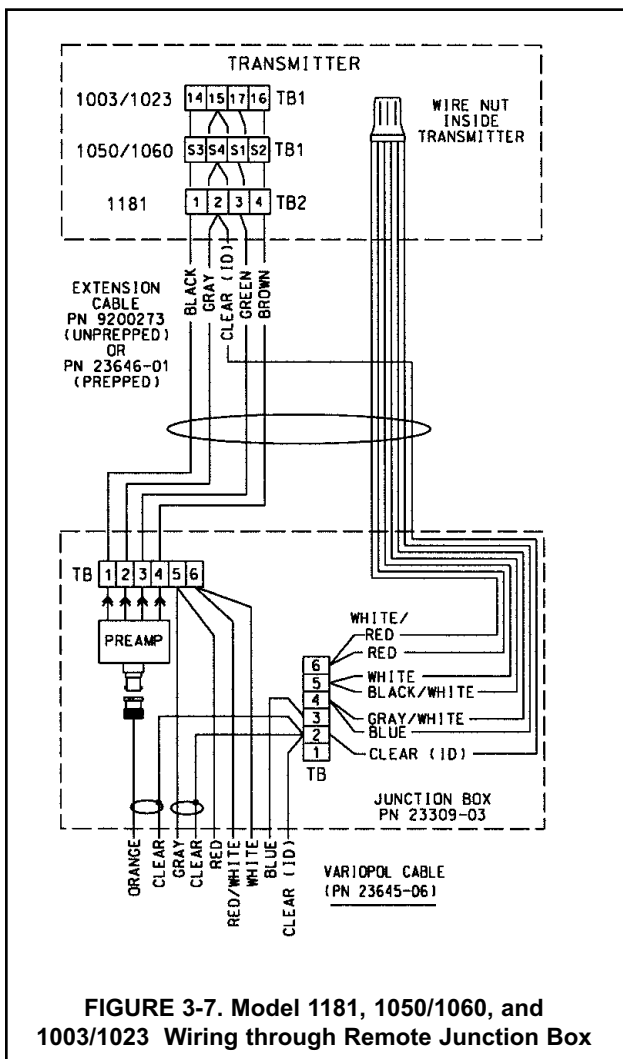 TRANSMITTER
1003/1023 14 15 17 16 TB1
WIRE NUT
INSIDE
TRANSMITTER
1050/1060 S3 S4 S1 S2 TB1
1181 1 2 3 4 TB2
EXTENSION
CABLE
PN 9200273
(UNPREPPED)
OR
PN 23646-01
(PREPPED)
BLACK
GRAY
CLEAR (ID)
GREEN
BROWN
TB 1 2 3 4 5 6
PREAMP
WHITE/
RED
RED
WHITE
BLACK/WHITE
GRAY/WHITE
BLUE
CLEAR (ID)
6
5
4
3
2
1
TB
JUNCTION BOX
PN 23309-03
ORANGE
CLEAR
GRAY
CLEAR
RED
RED/WHITE
WHITE
BLUE
CLEAR (ID)
VARIOPOL CABLE
(PN 23645-06)
FIGURE 3-7. Model 1181, 1050/1060, and
1003/1023 Wiring through Remote Junction Box